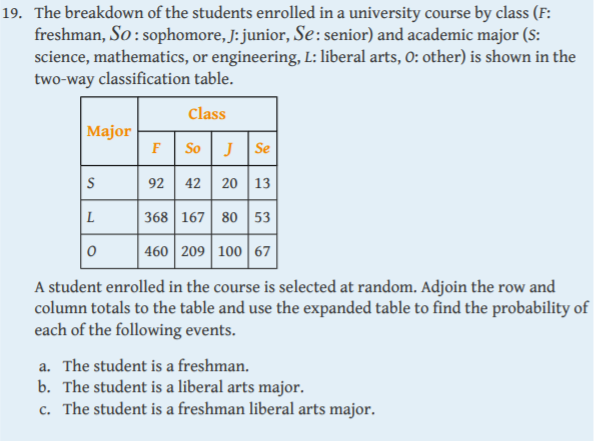 19. The breakdown of the students enrolled in a university course by class (F:
freshman, So : sophomore, J: junior, Se: senior) and academic major (S:
science, mathematics, or engineering, L: liberal arts, O: other) is shown in the
two-way classification table.
Class
Major
F So J Se
S 92 42 20 13
L 368 167 80 53
O 460 209 100 67
A student enrolled in the course is selected at random. Adjoin the row and
column totals to the table and use the expanded table to find the probability of
each of the following events.
a. The student is a freshman.
b. The student is a liberal arts major.
c. The student is a freshman liberal arts major.